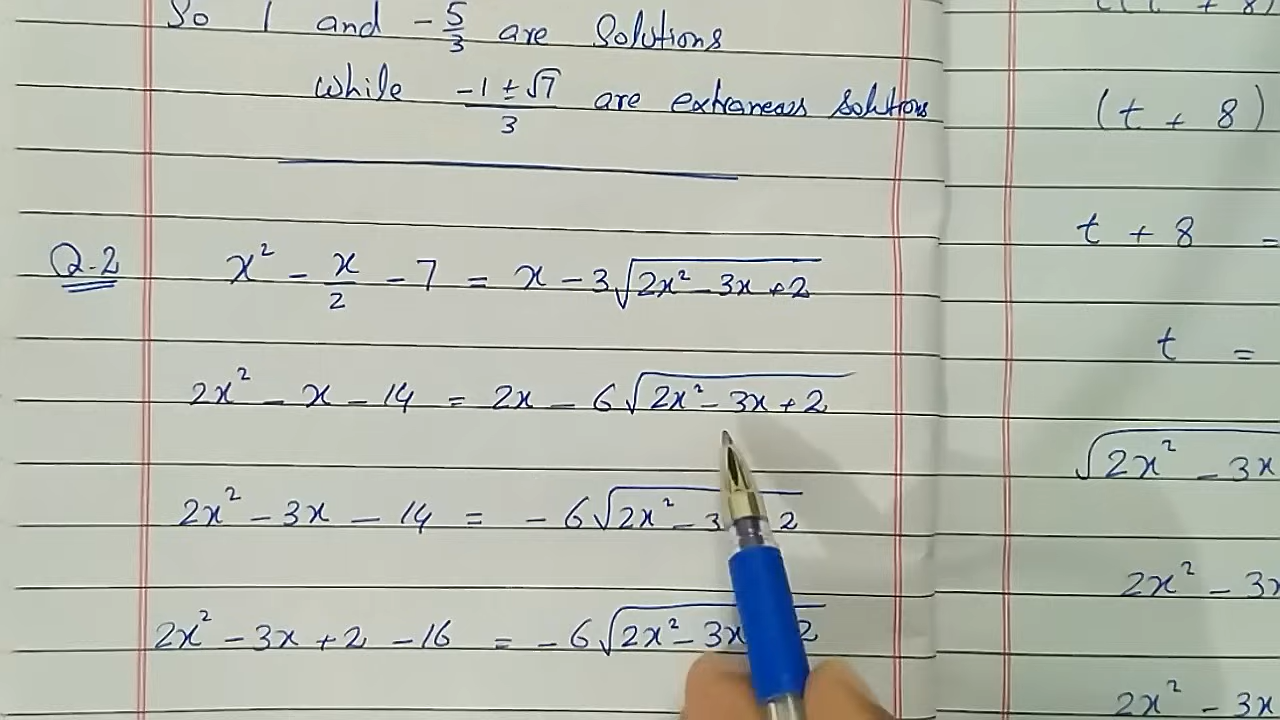 So 1 and -5/3 are Solutions
while (-1 ± √7)/3 are extraneous solutions
Q.2 x² - x/2 - 7 = x - 3√(2x² - 3x + 2)
2x² - x - 14 = 2x - 6√(2x² - 3x + 2)
2x² - 3x - 14 = - 6√(2x² - 3 2
2x² - 3x + 2 - 16 = - 6√(2x² - 3x 2
(t + 8)
t + 8 =
t =
√2x² - 3x
2x² - 3x
2x² - 3x